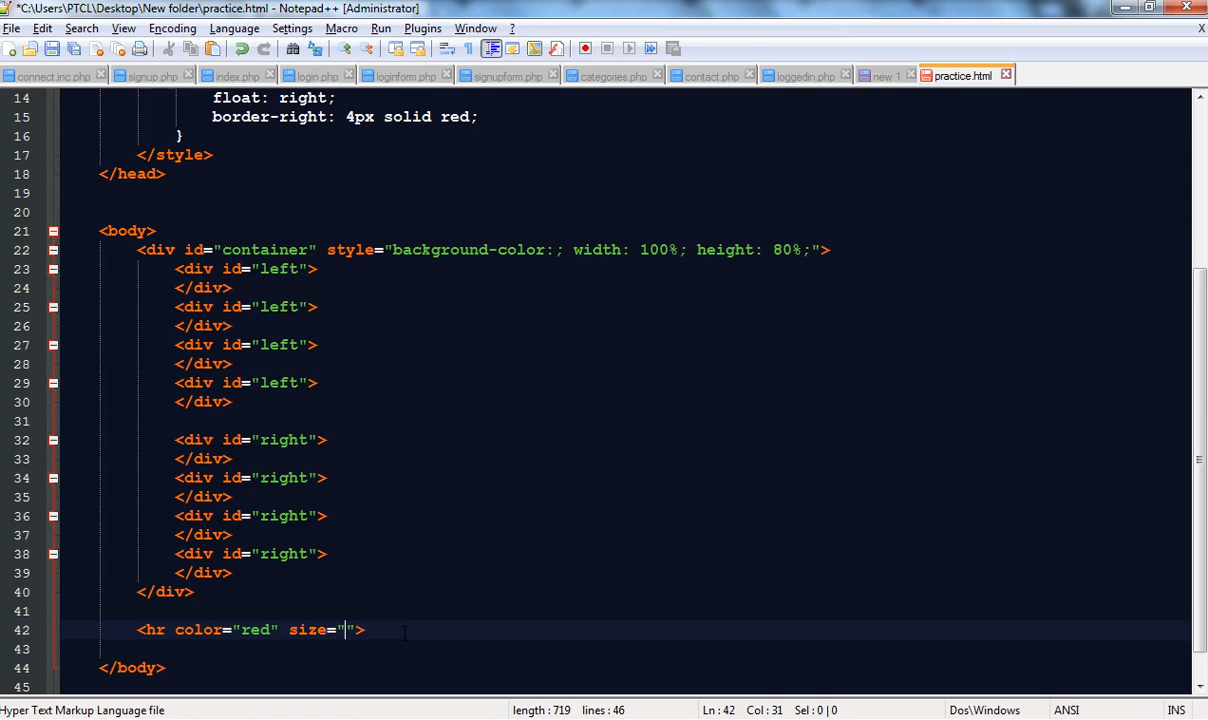 *C:\Users\PTCL\Desktop\New folder\practice.html - Notepad++ [Administrator]
File Edit Search View Encoding Language Settings Macro Run Plugins Window ? X
connect.inc.php signup.php index.php login.php loginform.php signupform.php categories.php contact.php loggedin.php new 1 practice.html
14 float: right;
15 border-right: 4px solid red;
16 }
17 </style>
18 </head>
19
20
21 <body>
22 <div id="container" style="background-color:; width: 100%; height: 80%;">
23 <div id="left">
24 </div>
25 <div id="left">
26 </div>
27 <div id="left">
28 </div>
29 <div id="left">
30 </div>
31
32 <div id="right">
33 </div>
34 <div id="right">
35 </div>
36 <div id="right">
37 </div>
38 <div id="right">
39 </div>
40 </div>
41
42 <hr color="red" size="">
43
44 </body>
45
Hyper Text Markup Language file length : 719 lines : 46 Ln : 42 Col : 31 Sel : 0 | 0 Dos\Windows ANSI INS